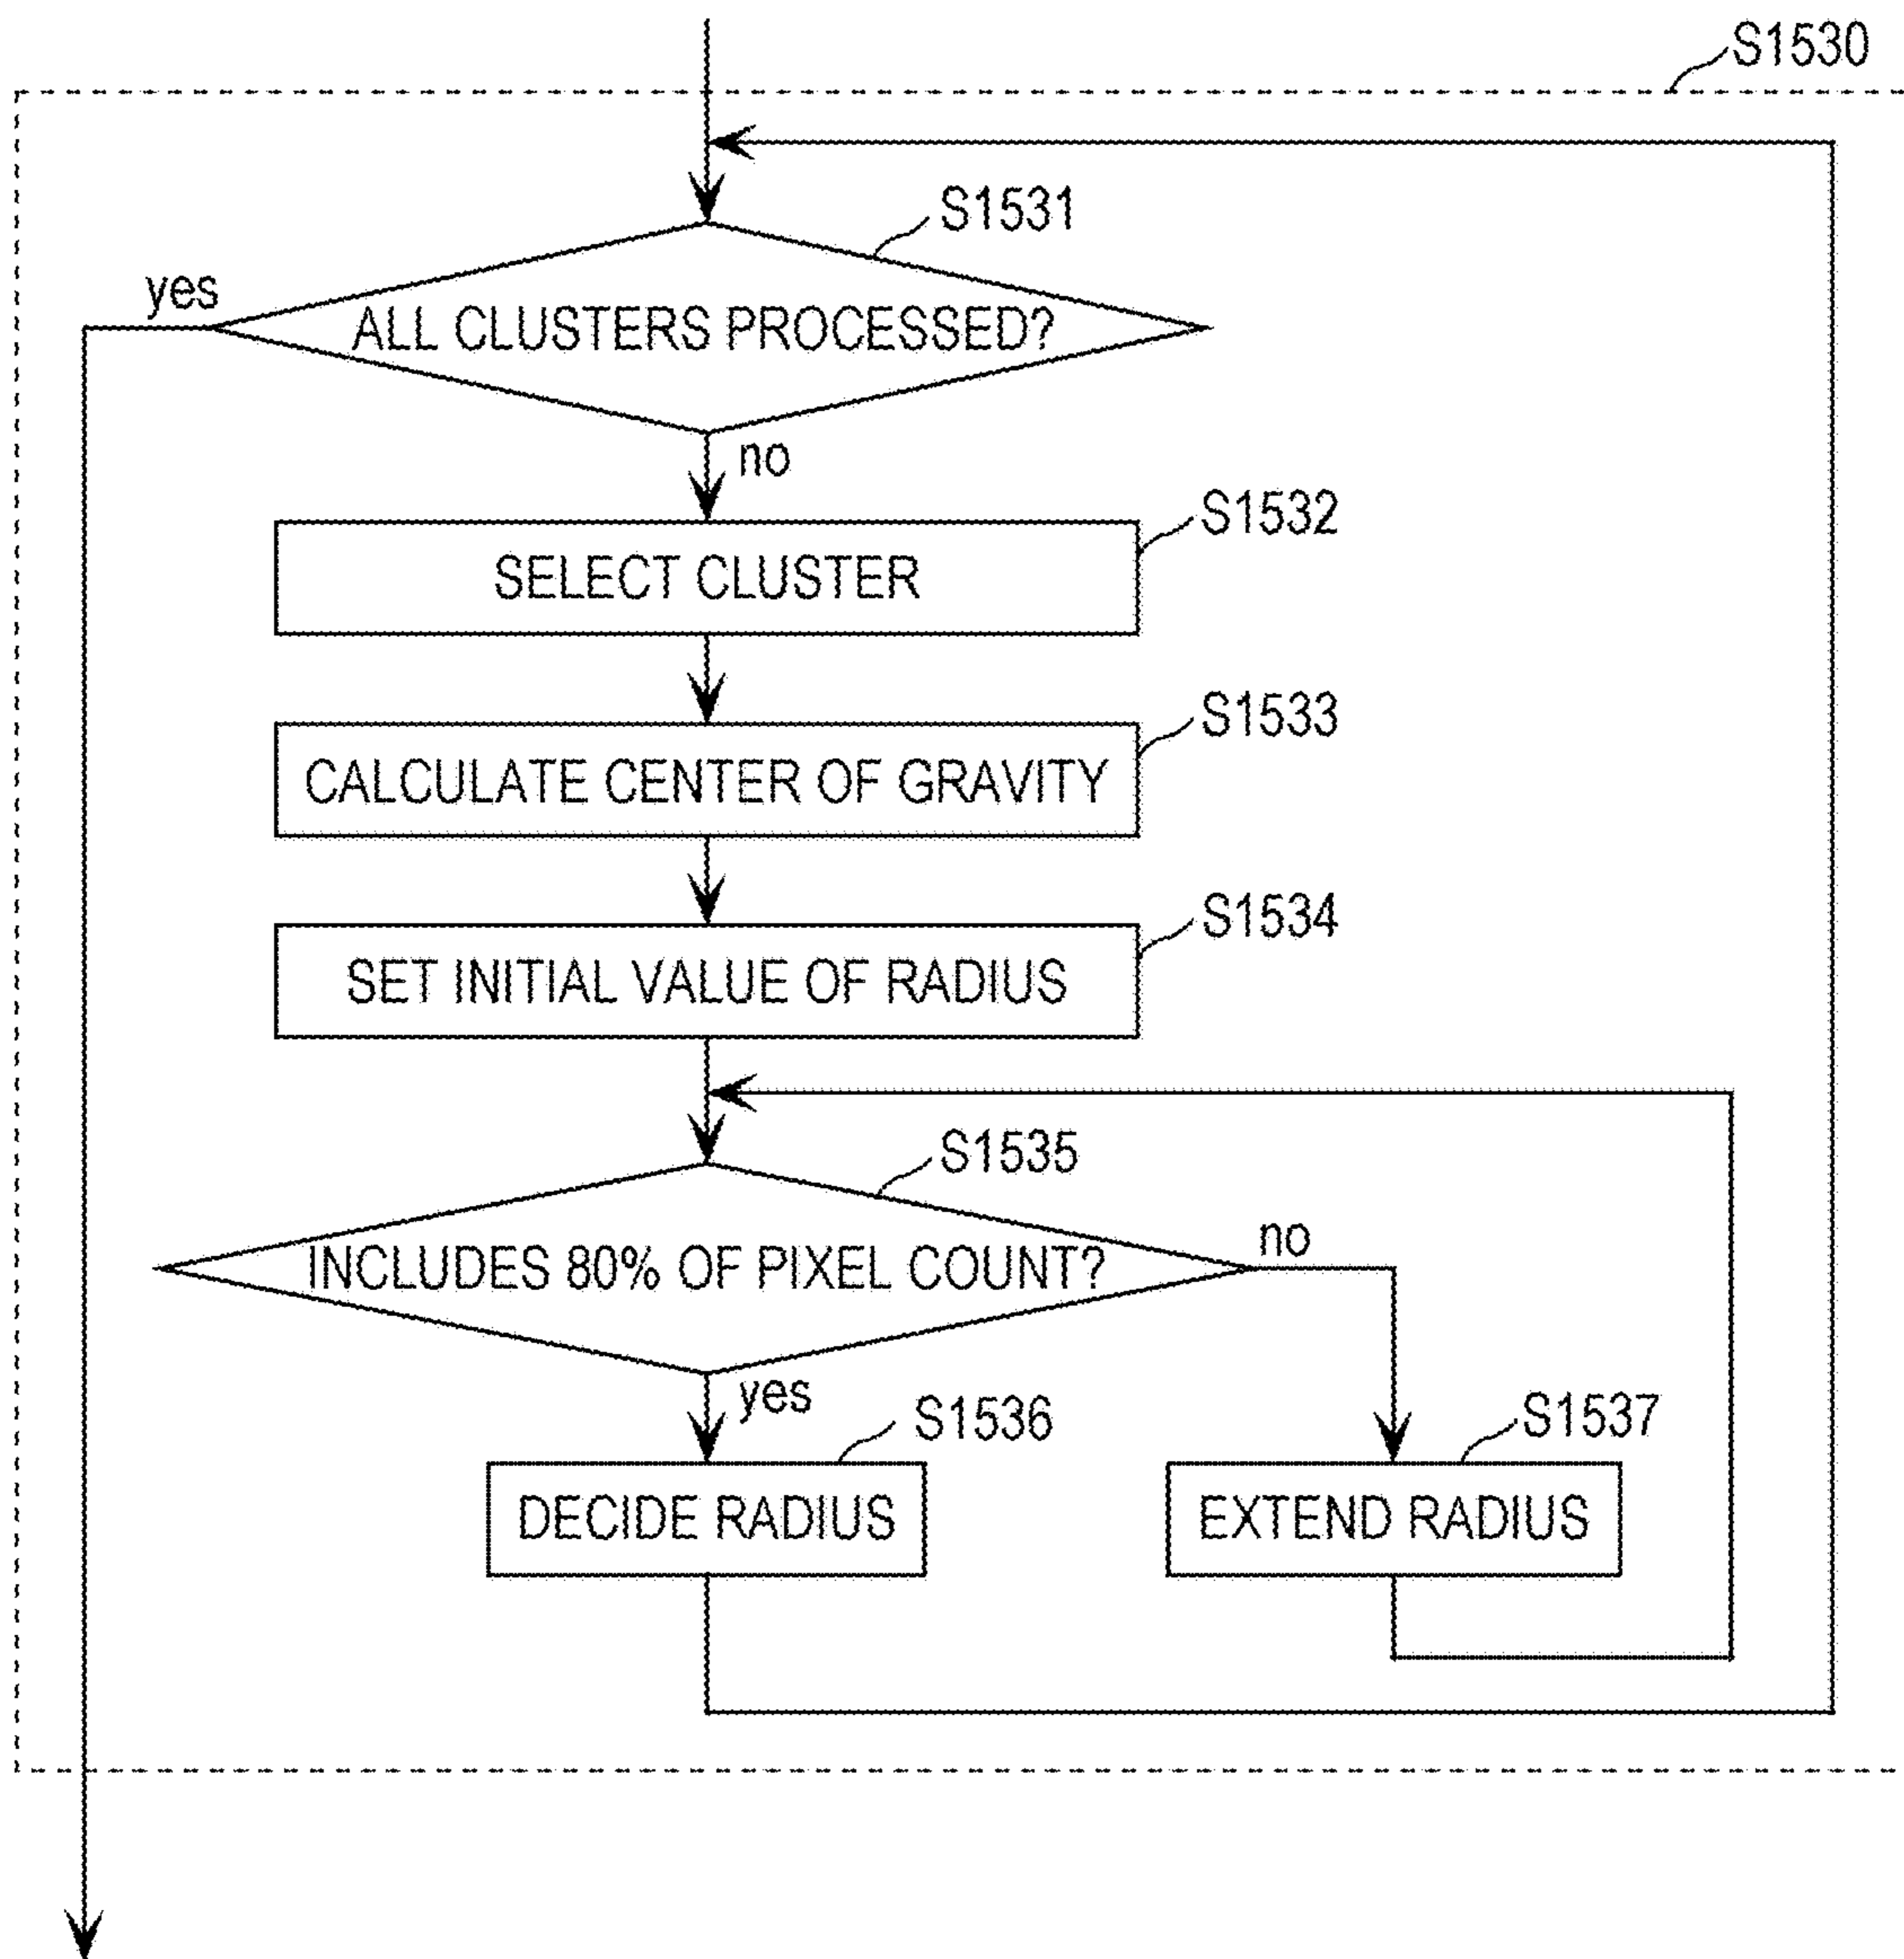 S1530
S1531
yes
ALL CLUSTERS PROCESSED?
no
S1532
SELECT CLUSTER
S1533
CALCULATE CENTER OF GRAVITY
S1534
SET INITIAL VALUE OF RADIUS
S1535
no
INCLUDES 80% OF PIXEL COUNT?
yes
S1536
S1537
DECIDE RADIUS
EXTEND RADIUS